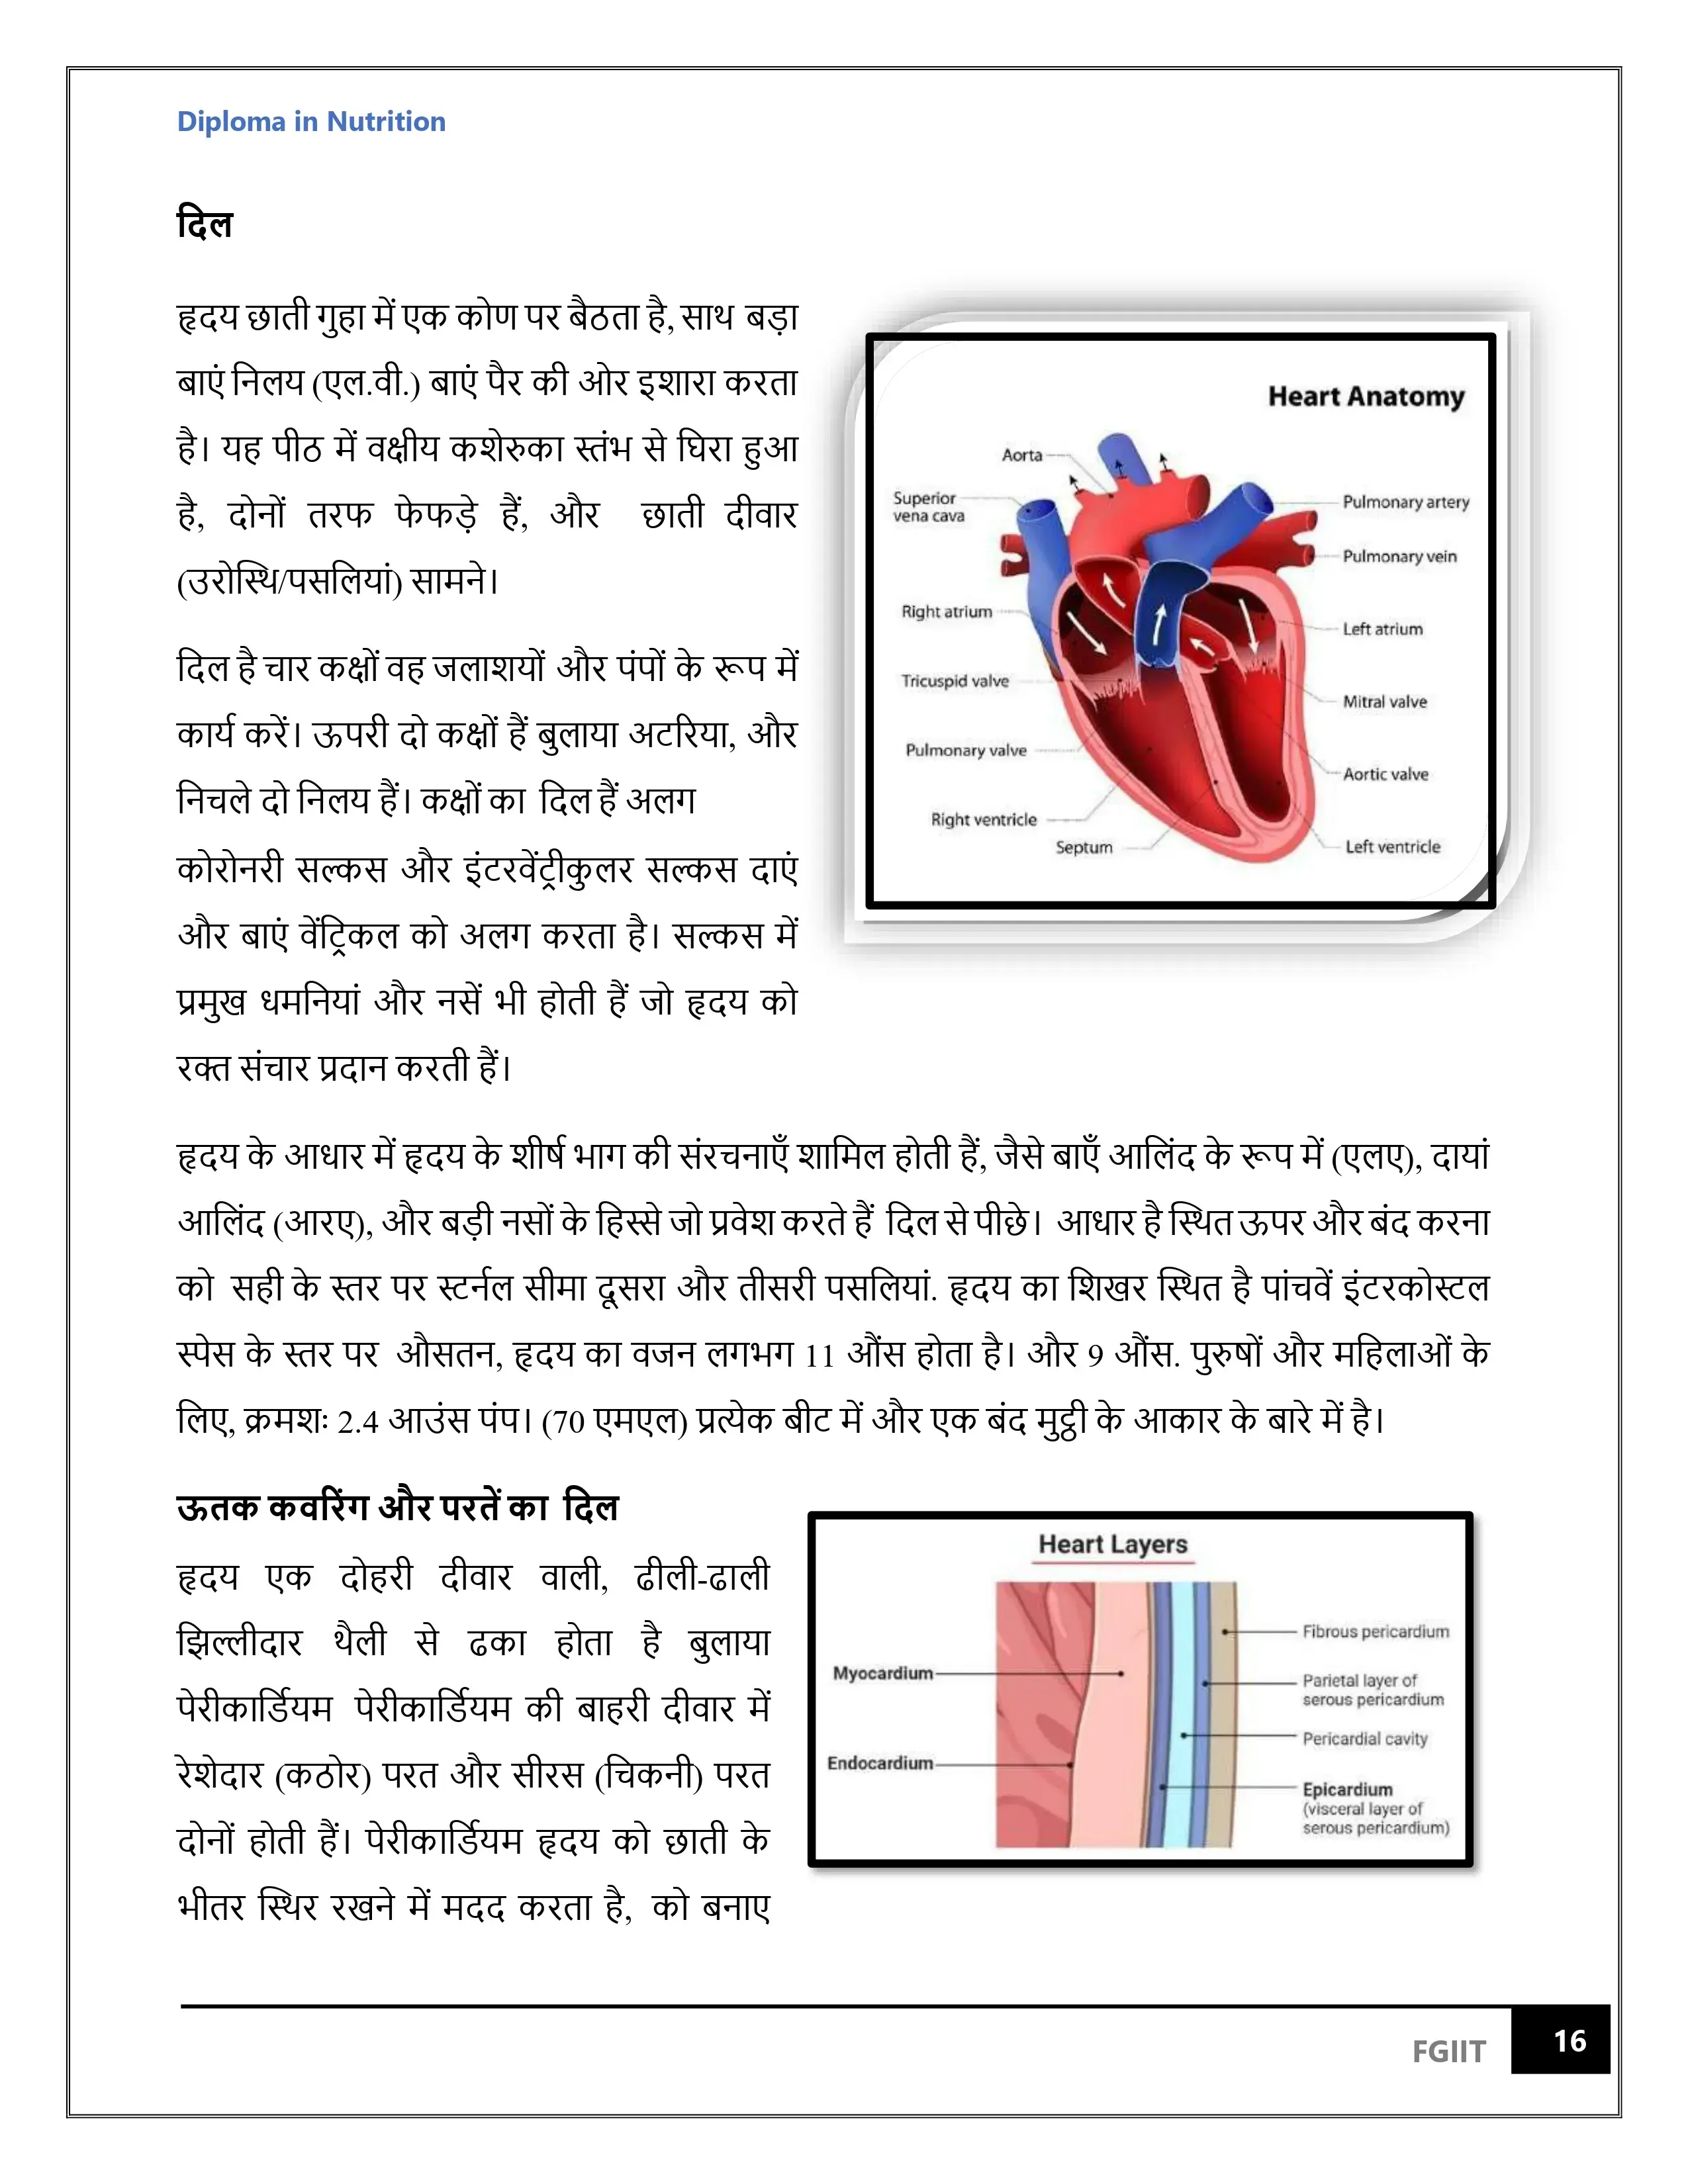 Diploma in Nutrition
दिल
हृदय छाती गुहा में एक कोण पर बैठता है, साथ बड़ा
बाएं निलय (एल.वी.) बाएं पैर की ओर इशारा करता
है। यह पीठ में वक्षीय कशेरुका स्तंभ से घिरा हुआ
है, दोनों तरफ फेफड़े हैं, और छाती दीवार
(उरोस्थि/पसलियां) सामने।
दिल है चार कक्षों वह जलाशयों और पंपों के रूप में
कार्य करें। ऊपरी दो कक्षों हैं बुलाया अटरिया, और
निचले दो निलय हैं। कक्षों का दिल हैं अलग
कोरोनरी सल्कस और इंटरवेंट्रीकुलर सल्कस दाएं
और बाएं वेंट्रिकल को अलग करता है। सल्कस में
प्रमुख धमनियां और नसें भी होती हैं जो हृदय को
रक्त संचार प्रदान करती हैं।
Heart Anatomy
Aorta
Superior
vena cava
Right atrium
Tricuspid valve
Pulmonary valve
Right ventricle
Septum
Pulmonary artery
Pulmonary vein
Left atrium
Mitral valve
Aortic valve
Left ventricle
हृदय के आधार में हृदय के शीर्ष भाग की संरचनाएँ शामिल होती हैं, जैसे बाएँ आलिंद के रूप में (एलए), दायां
आलिंद (आरए), और बड़ी नसों के हिस्से जो प्रवेश करते हैं दिल से पीछे। आधार है स्थित ऊपर और बंद करना
को सही के स्तर पर स्टर्नल सीमा दूसरा और तीसरी पसलियां. हृदय का शिखर स्थित है पांचवें इंटरकोस्टल
स्पेस के स्तर पर औसतन, हृदय का वजन लगभग 11 औंस होता है। और 9 औंस. पुरुषों और महिलाओं के
लिए, क्रमशः 2.4 आउंस पंप। (70 एमएल) प्रत्येक बीट में और एक बंद मुट्ठी के आकार के बारे में है।
ऊतक कवरिंग और परतें का दिल
हृदय एक दोहरी दीवार वाली, ढीली-ढाली
झिल्लीदार थैली से ढका होता है बुलाया
पेरीकार्डियम पेरीकार्डियम की बाहरी दीवार में
रेशेदार (कठोर) परत और सीरस (चिकनी) परत
दोनों होती हैं। पेरीकार्डियम हृदय को छाती के
भीतर स्थिर रखने में मदद करता है, को बनाए
Heart Layers
Myocardium
Endocardium
Fibrous pericardium
Parietal layer of
serous pericardium
Pericardial cavity
Epicardium
(visceral layer of
serous pericardium)
FGIIT
16